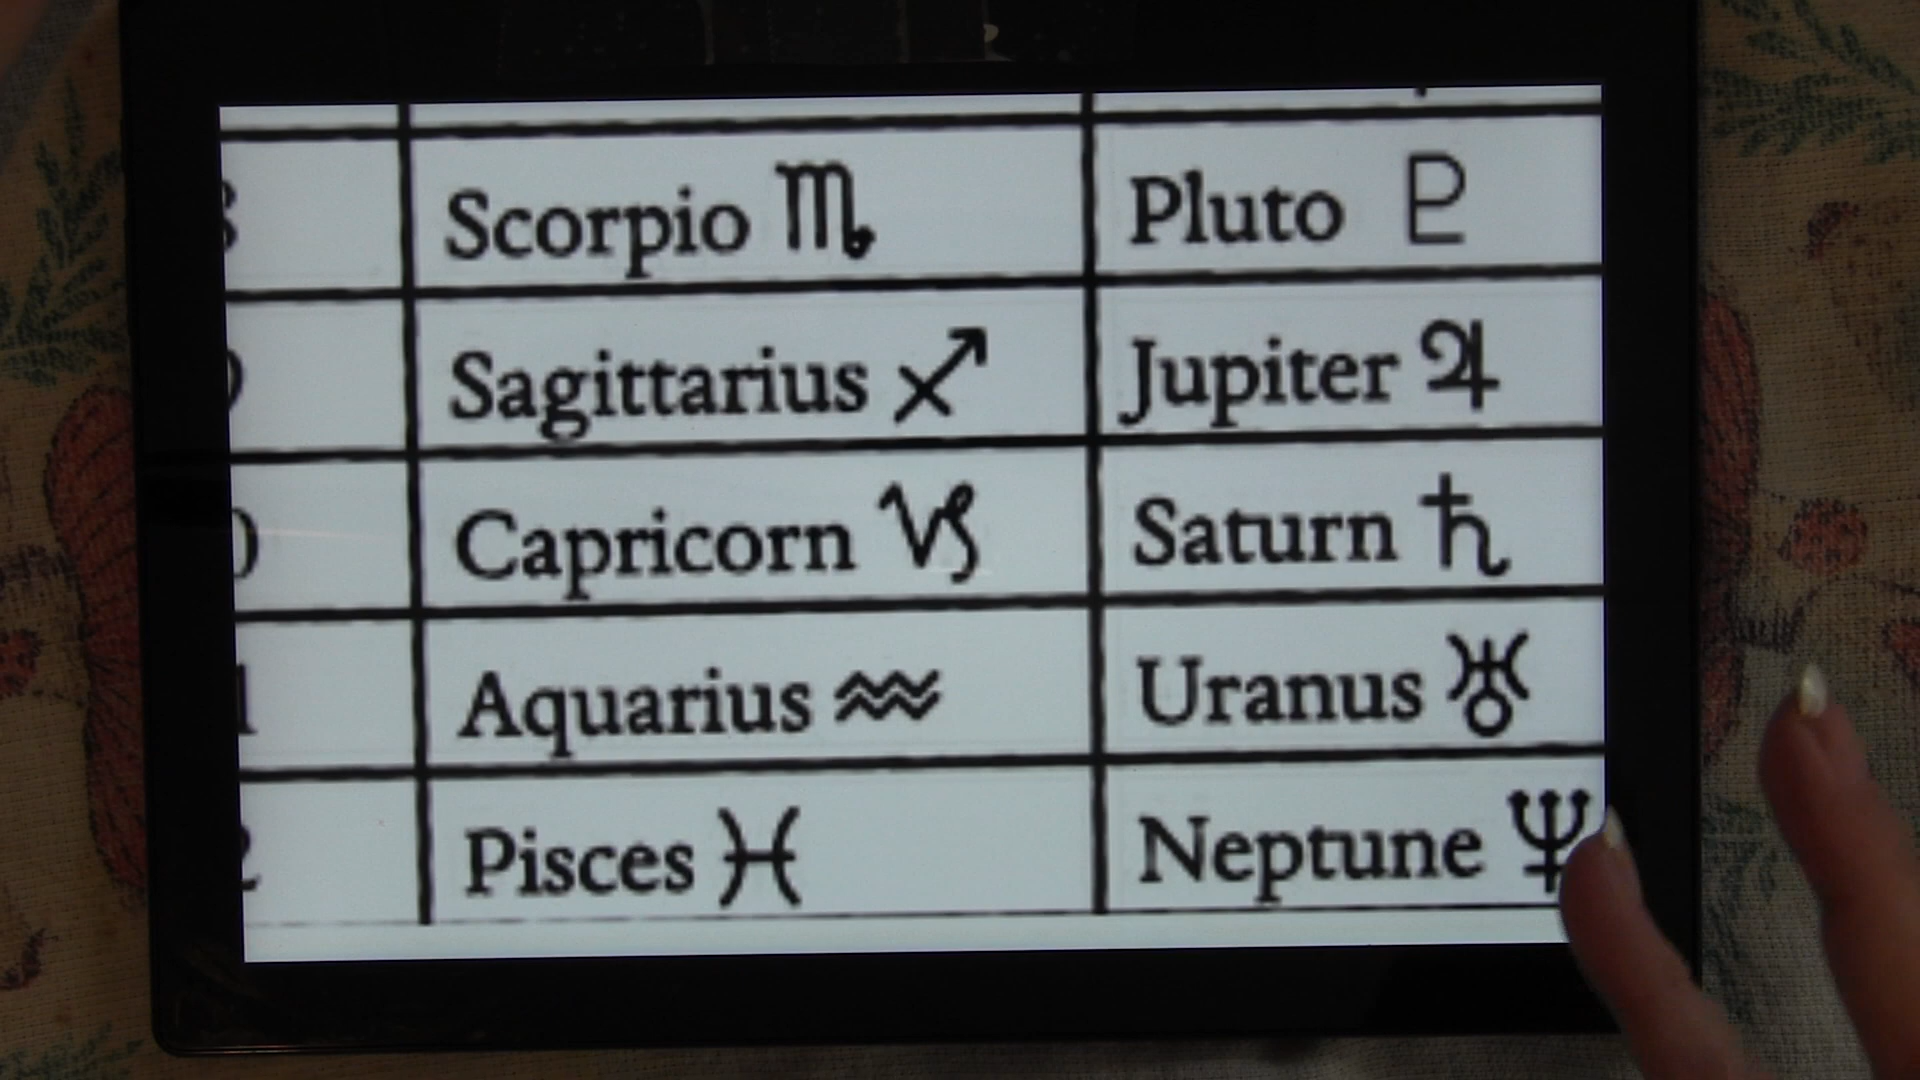 Scorpio ♏ Pluto ♇
Sagittarius ♐ Jupiter ♃
Capricorn ♑ Saturn ♄
Aquarius ♒ Uranus ♅
Pisces ♓ Neptune ♆